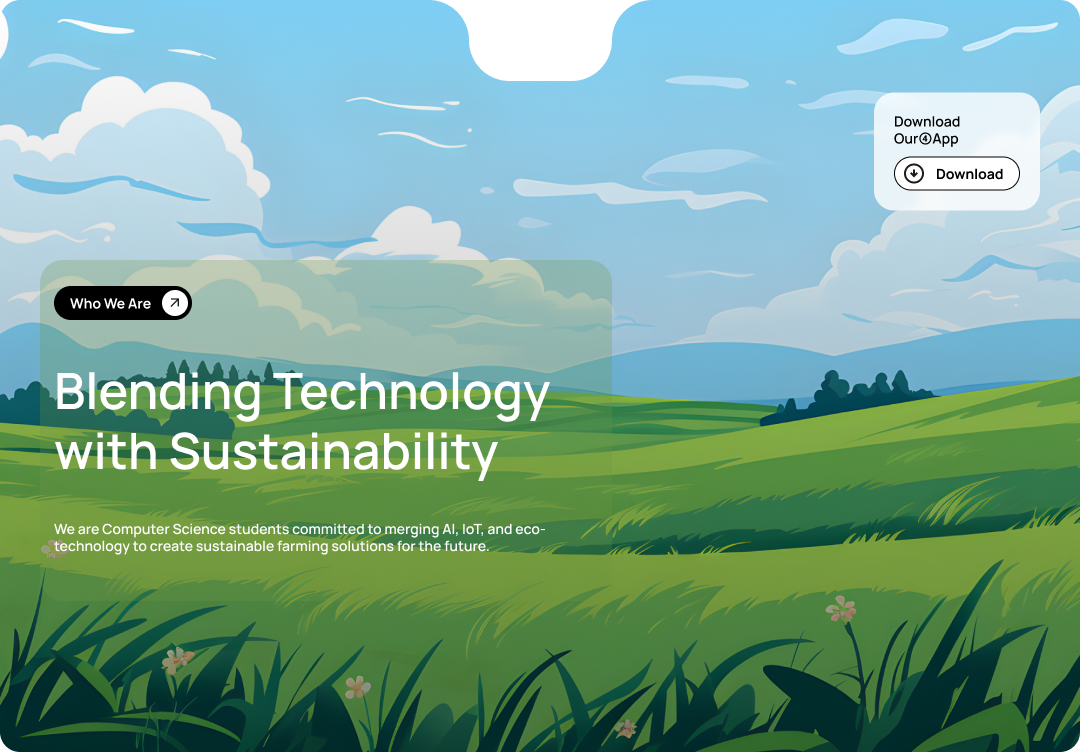 Download
Our④App
Download
Who We Are
Blending Technology
with Sustainability
We are Computer Science students committed to merging AI, IoT, and eco-
technology to create sustainable farming solutions for the future.